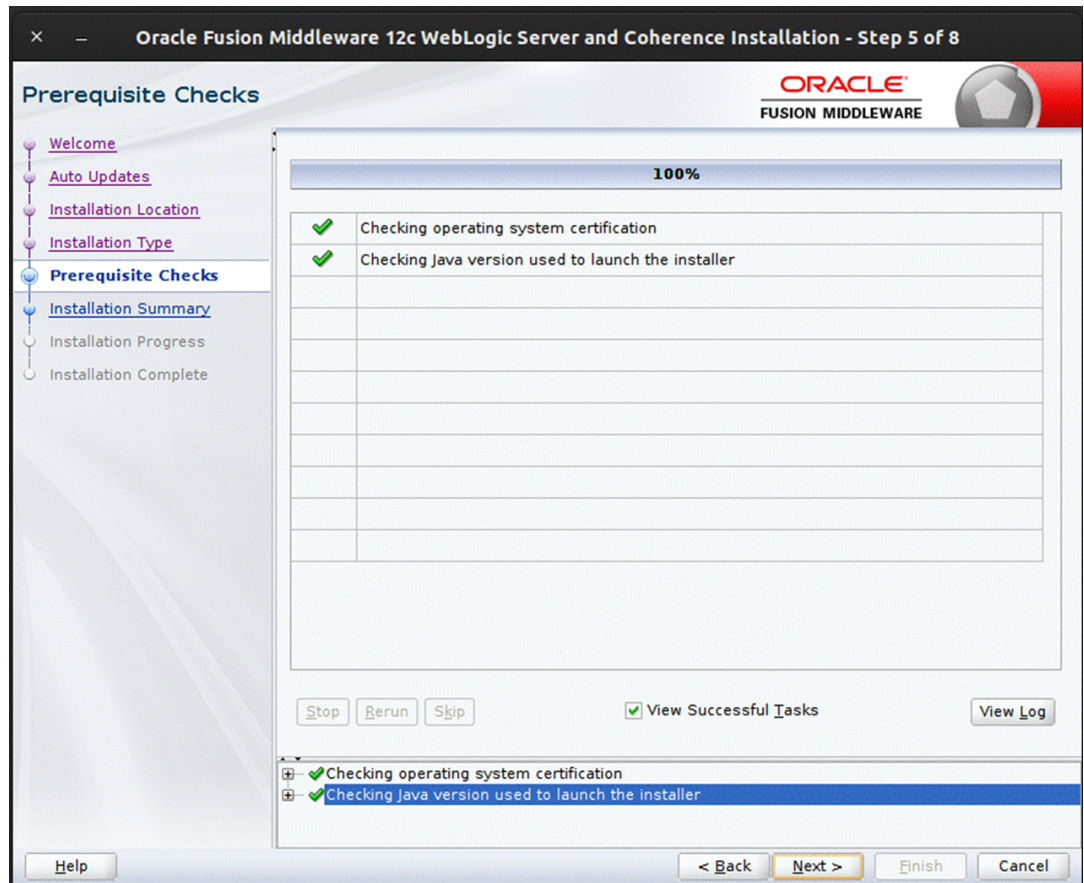 Oracle Fusion Middleware 12c WebLogic Server and Coherence Installation - Step 5 of 8
Prerequisite Checks
ORACLE
FUSION MIDDLEWARE
Welcome
Auto Updates
Installation Location
Installation Type
Prerequisite Checks
Installation Summary
Installation Progress
Installation Complete
100%
Checking operating system certification
Checking Java version used to launch the installer
Stop Rerun Skip View Successful Tasks View Log
Checking operating system certification
Checking Java version used to launch the installer
Help < Back Next > Finish Cancel